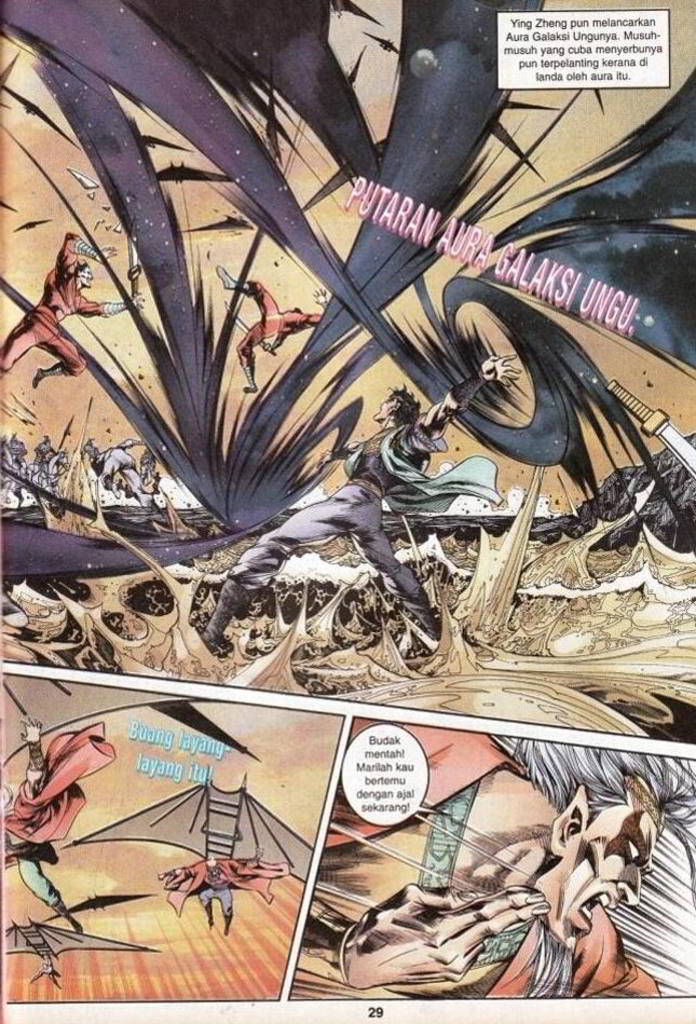 Ying Zheng pun melancarkan
Aura Galaksi Ungunya. Musuh-
musuh yang cuba menyerbunya
pun terpelanting kerana di
landa oleh aura itu.
PUTARAN AURA GALAKSI UNGU.
Buang layang-
layang itu!
Budak
mentah!
Marilah kau
bertemu
dengan ajal
sekarang!
29